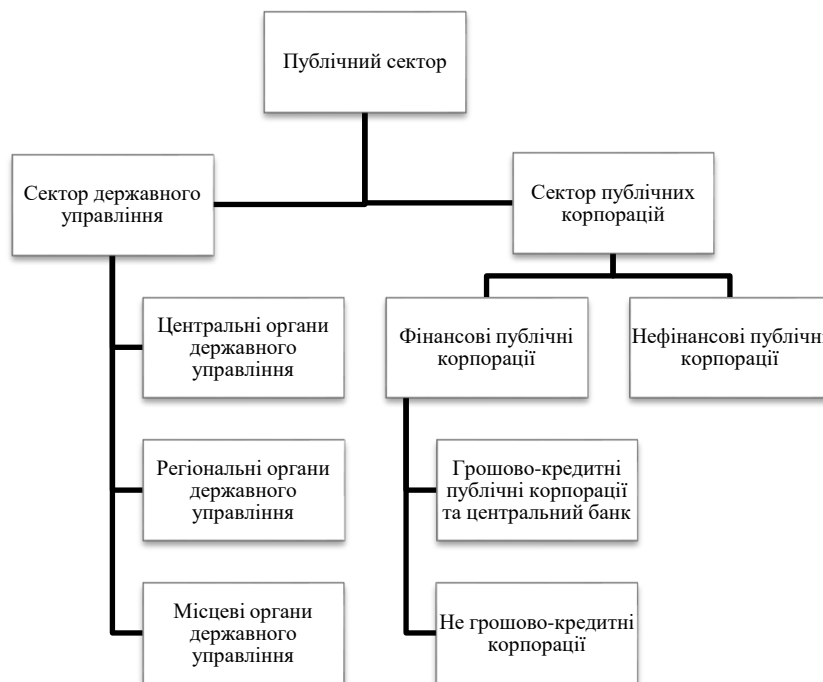 Публічний сектор
Сектор державного
управління
Сектор публічних
корпорацій
Центральні органи
державного
управління
Фінансові публічні
корпорації
Нефінансові публічні
корпорації
Регіональні органи
державного
управління
Грошово-кредитні
публічні корпорації
та центральний банк
Місцеві органи
державного
управління
Не грошово-кредитні
корпорації